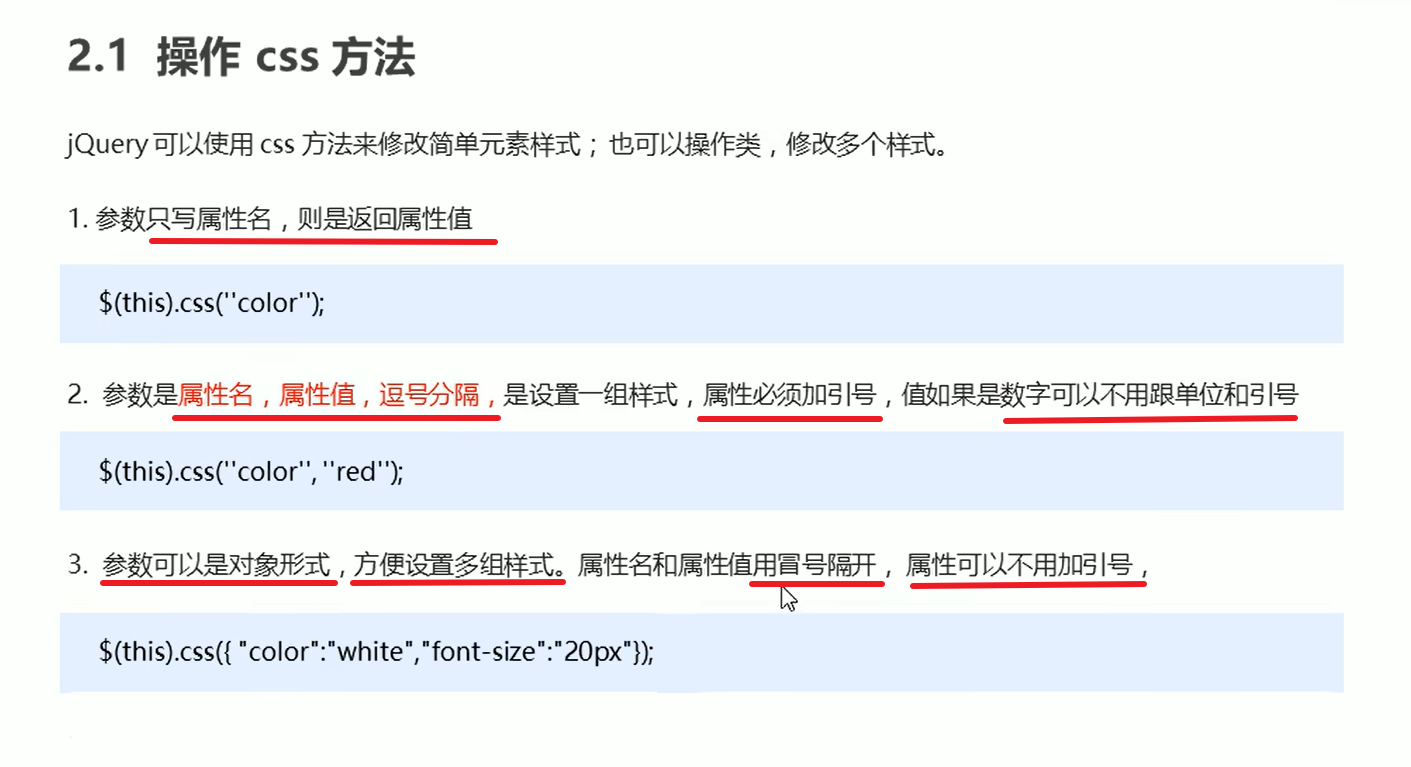 2.1 操作 css 方法
jQuery 可以使用 css 方法来修改简单元素样式；也可以操作类，修改多个样式。
1. 参数只写属性名，则是返回属性值
$(this).css(''color'');
2. 参数是属性名，属性值，逗号分隔，是设置一组样式，属性必须加引号，值如果是数字可以不用跟单位和引号
$(this).css(''color'', ''red'');
3. 参数可以是对象形式，方便设置多组样式。属性名和属性值用冒号隔开， 属性可以不用加引号，
$(this).css({ "color":"white","font-size":"20px"});